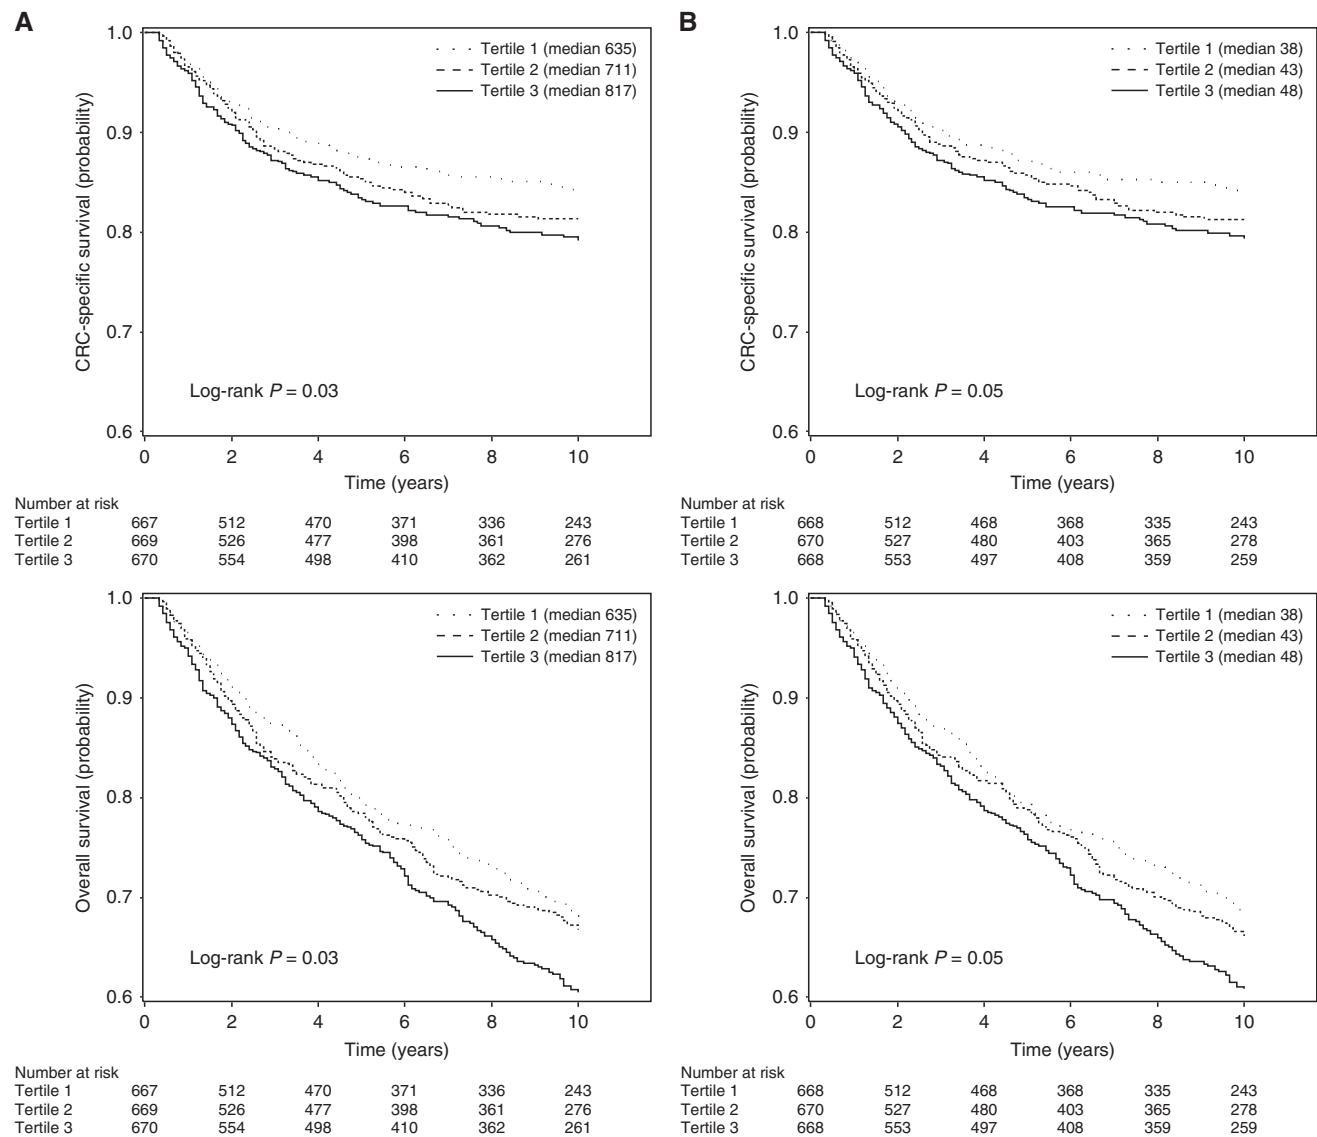 A
1.0
0.9
0.8
0.7
0.6
CRC-specific survival (probability)
Tertile 1 (median 635)
Tertile 2 (median 711)
Tertile 3 (median 817)
Log-rank P = 0.03
0 2 4 6 8 10
Time (years)
Number at risk
Tertile 1 667 512 470 371 336 243
Tertile 2 669 526 477 398 361 276
Tertile 3 670 554 498 410 362 261
B
1.0
0.9
0.8
0.7
0.6
CRC-specific survival (probability)
Tertile 1 (median 38)
Tertile 2 (median 43)
Tertile 3 (median 48)
Log-rank P = 0.05
0 2 4 6 8 10
Time (years)
Number at risk
Tertile 1 668 512 468 368 335 243
Tertile 2 670 527 480 403 365 278
Tertile 3 668 553 497 408 359 259
1.0
0.9
0.8
0.7
0.6
Overall survival (probability)
Tertile 1 (median 635)
Tertile 2 (median 711)
Tertile 3 (median 817)
Log-rank P = 0.03
0 2 4 6 8 10
Time (years)
Number at risk
Tertile 1 667 512 470 371 336 243
Tertile 2 669 526 477 398 361 276
Tertile 3 670 554 498 410 362 261
1.0
0.9
0.8
0.7
0.6
Overall survival (probability)
Tertile 1 (median 38)
Tertile 2 (median 43)
Tertile 3 (median 48)
Log-rank P = 0.05
0 2 4 6 8 10
Time (years)
Number at risk
Tertile 1 668 512 468 368 335 243
Tertile 2 670 527 480 403 365 278
Tertile 3 668 553 497 408 359 259